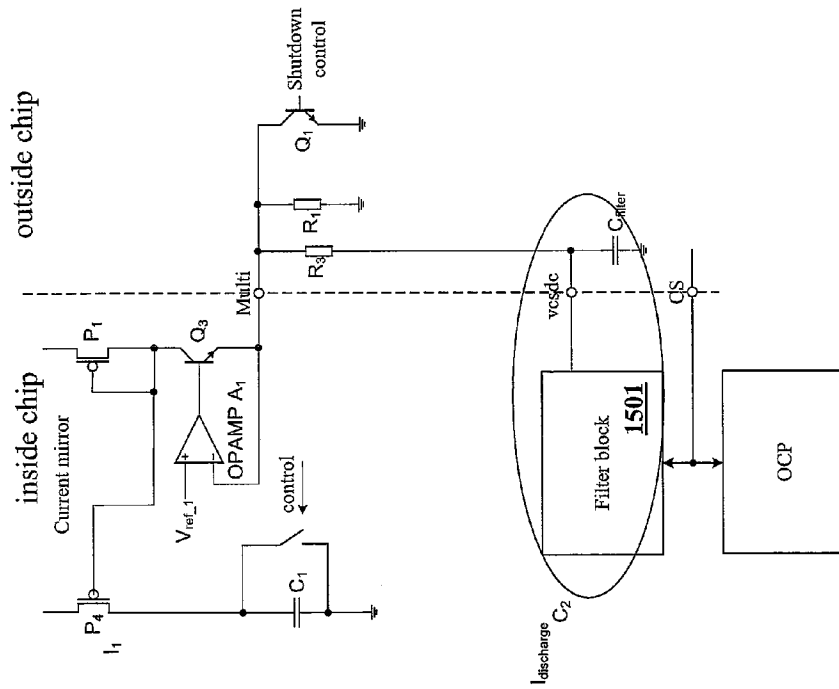 inside chip
outside chip
Current mirror
P4
P1
I1
Q3
Vref_1
+
-
OPAMP A1
Multi
C1
control
R3
R1
Q1
Shutdown
control
Idischarge
C2
Filter block
1501
vcsdc
Cfilter
CS
OCP